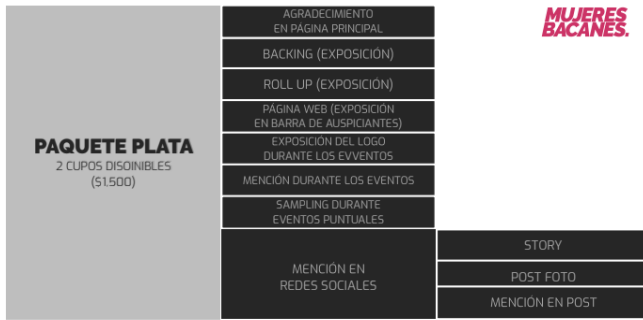 MUJERES
BACANES.
PAQUETE PLATA
2 CUPOS DISOINIBLES
($1.500)
AGRADECIMIENTO
EN PÁGINA PRINCIPAL
BACKING (EXPOSICIÓN)
ROLL UP (EXPOSICIÓN)
PÁGINA WEB (EXPOSICIÓN
EN BARRA DE AUSPICIANTES)
EXPOSICIÓN DEL LOGO
DURANTE LOS EVVENTOS
MENCIÓN DURANTE LOS EVENTOS
SAMPLING DURANTE
EVENTOS PUNTUALES
MENCIÓN EN
REDES SOCIALES
STORY
POST FOTO
MENCIÓN EN POST